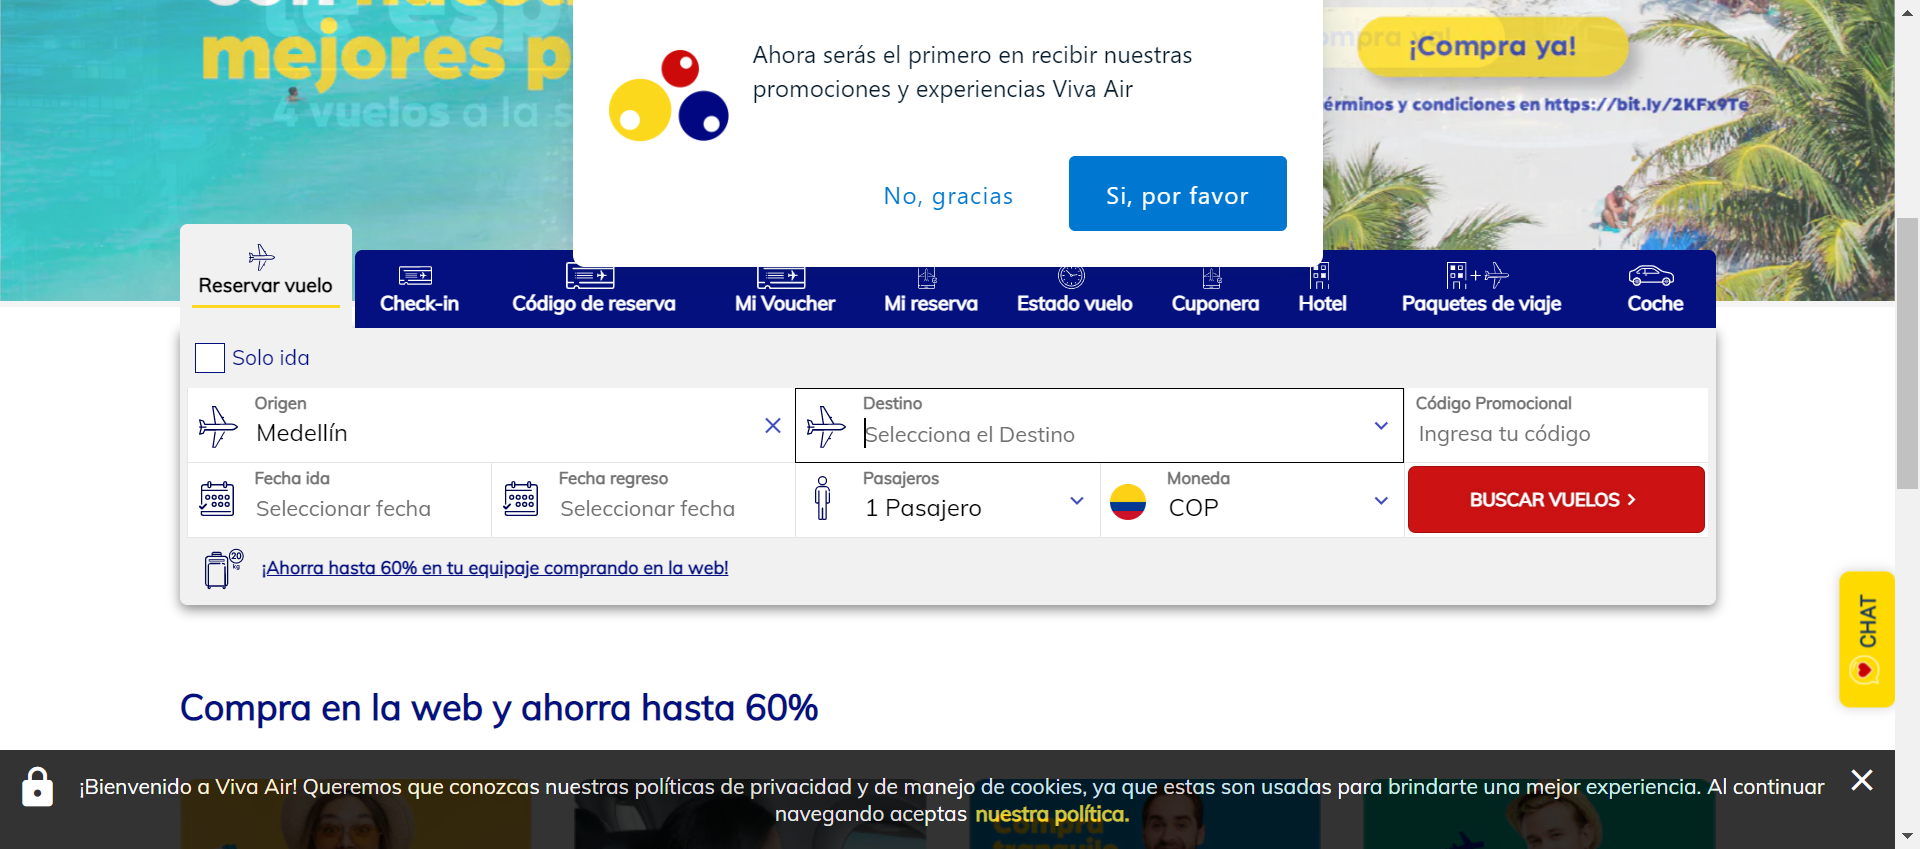 mejores p
4 vuelos a la s
Ahora serás el primero en recibir nuestras
promociones y experiencias Viva Air
No, gracias
Si, por favor
¡Compra ya!
érminos y condiciones en https://bit.ly/2KFx9Te
Reservar vuelo
Check-in
Código de reserva
Mi Voucher
Mi reserva
Estado vuelo
Cuponera
Hotel
Paquetes de viaje
Coche
Solo ida
Origen
Medellín
Destino
Selecciona el Destino
Código Promocional
Ingresa tu código
Fecha ida
Seleccionar fecha
Fecha regreso
Seleccionar fecha
Pasajeros
1 Pasajero
Moneda
COP
BUSCAR VUELOS
20
kg
¡Ahorra hasta 60% en tu equipaje comprando en la web!
CHAT
Compra en la web y ahorra hasta 60%
¡Bienvenido a Viva Air! Queremos que conozcas nuestras políticas de privacidad y de manejo de cookies, ya que estas son usadas para brindarte una mejor experiencia. Al continuar
navegando aceptas nuestra política.
Compra